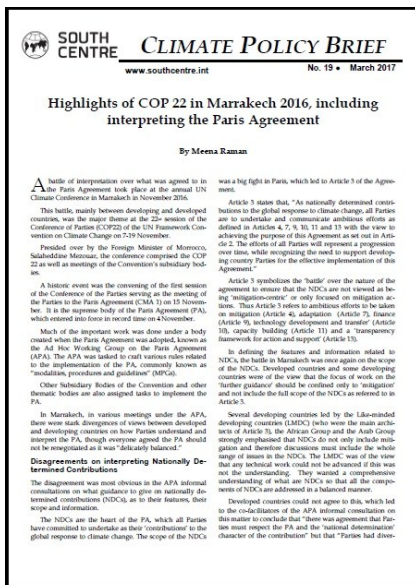 SOUTH
CENTRE
CLIMATE POLICY BRIEF
www.southcentre.int
No. 19 ● March 2017
Highlights of COP 22 in Marrakech 2016, including
interpreting the Paris Agreement
By Meena Raman
A battle of interpretation over what was agreed to in
the Paris Agreement took place at the annual UN
Climate Conference in Marrakech in November 2016.
This battle, mainly between developing and developed
countries, was the major theme at the 22nd session of the
Conference of Parties (COP22) of the UN Framework Con-
vention on Climate Change on 7-19 November.
Presided over by the Foreign Minister of Morrocco,
Salaheddine Mezouar, the conference comprised the COP
22 as well as meetings of the Convention's subsidiary bod-
ies.
A historic event was the convening of the first session
of the Conference of the Parties serving as the meeting of
the Parties to the Paris Agreement (CMA 1) on 15 Novem-
ber. It is the supreme body of the Paris Agreement (PA),
which entered into force in record time on 4 November.
Much of the important work was done under a body
created when the Paris Agreement was adopted, known as
the Ad Hoc Working Group on the Paris Agreement
(APA). The APA was tasked to craft various rules related
to the implementation of the PA, commonly known as
"modalities, procedures and guidelines" (MPGs).
Other Subsidiary Bodies of the Convention and other
thematic bodies are also assigned tasks to implement the
PA.
In Marrakech, in various meetings under the APA,
there were stark divergences of views between developed
and developing countries on how Parties understand and
interpret the PA, though everyone agreed the PA should
not be renegotiated as it was "delicately balanced."
Disagreements on interpreting Nationally De-
termined Contributions
The disagreement was most obvious in the APA informal
consultations on what guidance to give on nationally de-
termined contributions (NDCs), as to their features, their
scope and information.
The NDCs are the heart of the PA, which all Parties
have committed to undertake as their 'contributions' to the
global response to climate change. The scope of the NDCs
was a big fight in Paris, which led to Article 3 of the Agree-
ment.
Article 3 states that, "As nationally determined contri-
butions to the global response to climate change, all Parties
are to undertake and communicate ambitious efforts as
defined in Articles 4, 7, 9, 10, 11 and 13 with the view to
achieving the purpose of this Agreement as set out in Arti-
cle 2. The efforts of all Parties will represent a progression
over time, while recognizing the need to support develop-
ing country Parties for the effective implementation of this
Agreement."
Article 3 symbolizes the 'battle' over the nature of the
agreement to ensure that the NDCs are not viewed as be-
ing 'mitigation-centric' or only focused on mitigation ac-
tions. Thus Article 3 refers to ambitious efforts to be taken
on mitigation (Article 4), adaptation (Article 7), finance
(Article 9), technology development and transfer' (Article
10), capacity building (Article 11) and a 'transparency
framework for action and support' (Article 13).
In defining the features and information related to
NDCs, the battle in Marrakech was once again on the scope
of the NDCs. Developed countries and some developing
countries were of the view that the focus of work on the
'further guidance' should be confined only to 'mitigation'
and not include the full scope of the NDCs as referred to in
Article 3.
Several developing countries led by the Like-minded
developing countries (LMDC) (who were the main archi-
tects of Article 3), the African Group and the Arab Group
strongly emphasised that NDCs do not only include miti-
gation and therefore discussions must include the whole
range of issues in the NDCs. The LMDC was of the view
that any technical work could not be advanced if this was
not the understanding. They wanted a comprehensive
understanding of what are NDCs so that all the compo-
nents of NDCs are addressed in a balanced manner.
Developed countries could not agree to this, which led
to the co-facilitators of the APA informal consultation on
this matter to conclude that "there was agreement that Par-
ties must respect the PA and the 'national determination'
character of the contribution" but that "Parties had diver-